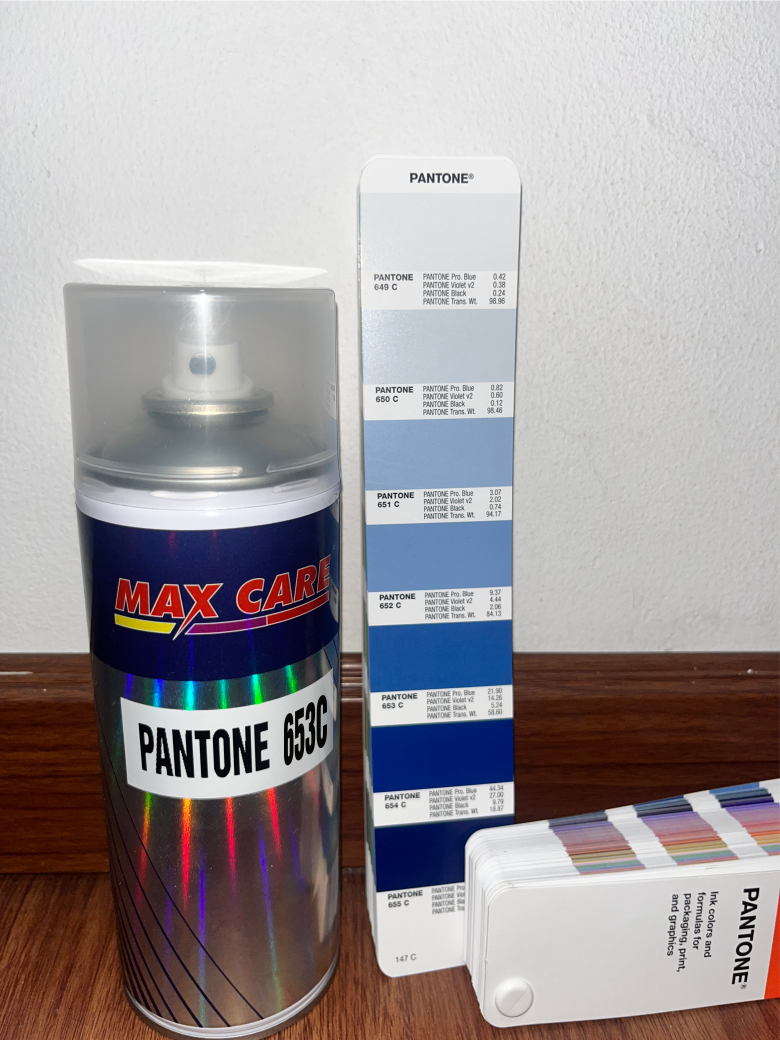 MAX CARE
PANTONE 653C
PANTONE®
PANTONE
649 C
PANTONE Pro. Blue 0.42
PANTONE Violet v2 0.38
PANTONE Black 0.24
PANTONE Trans. Wt. 98.96
PANTONE
650 C
PANTONE Pro. Blue 0.82
PANTONE Violet v2 0.60
PANTONE Black 0.12
PANTONE Trans. Wt. 98.46
PANTONE
651 C
PANTONE Pro. Blue 3.07
PANTONE Violet v2 2.02
PANTONE Black 0.74
PANTONE Trans. Wt. 94.17
PANTONE
652 C
PANTONE Pro. Blue 9.37
PANTONE Violet v2 4.44
PANTONE Black 2.06
PANTONE Trans. Wt. 84.13
PANTONE
653 C
PANTONE Pro. Blue 21.90
PANTONE Violet v2 14.26
PANTONE Black 5.24
PANTONE Trans. Wt. 58.60
PANTONE
654 C
PANTONE Pro. Blue 44.34
PANTONE Violet v2 27.00
PANTONE Black 9.79
PANTONE Trans. Wt. 18.87
PANTONE
655 C
PANTONE Pro.
PANTONE
PANTONE
PANTONE
147 C
PANTONE®
Ink colors and
formulas for
packaging, print,
and graphics